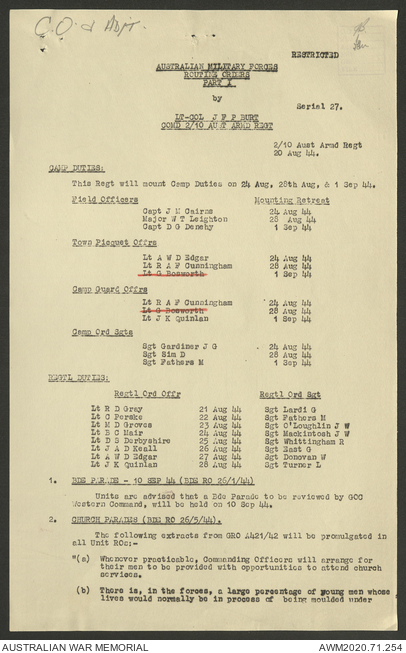 C.O. & Adjt.
RESTRICTED
AUSTRALIAN MILITARY FORCES
ROUTINE ORDERS
PART I
by
Serial 27.
LT-COL J F P BURT
COMD 2/10 AUST ARMD REGT
2/10 Aust Armd Regt
20 Aug 44.
CAMP DUTIES:
This Regt will mount Camp Duties on 24 Aug, 28th Aug, & 1 Sep 44.
Field Officers Mounting Retreat
Capt J M Cairns 24 Aug 44
Major W T Leighton 28 Aug 44
Capt D G Denehy 1 Sep 44
Town Picquet Offrs
Lt A W D Edgar 24 Aug 44
Lt R A F Cunningham 28 Aug 44
Lt G Bosworth 1 Sep 44
Camp Guard Offrs
Lt R A F Cunningham 24 Aug 44
Lt G Bosworth 28 Aug 44
Lt J K Quinlan 1 Sep 44
Camp Ord Sgts
Sgt Gardiner J G 24 Aug 44
Sgt Sim D 28 Aug 44
Sgt Fathers M 1 Sep 44
REGTL DUTIES:
Regtl Ord Offr Regtl Ord Sgt
Lt R D Gray 21 Aug 44 Sgt Lardi G
Lt C Perske 22 Aug 44 Sgt Fathers M
Lt M D Groves 23 Aug 44 Sgt O'Loughlin J W
Lt B C Hair 24 Aug 44 Sgt Mackintosh J W
Lt D S Derbyshire 25 Aug 44 Sgt Whittingham R
Lt J A D Keall 26 Aug 44 Sgt East G
Lt A W D Edgar 27 Aug 44 Sgt Donovan W
Lt J K Quinlan 28 Aug 44 Sgt Turner L
1. BDE PARADE - 10 SEP 44 (BDE RO 26/1/44)
Units are advised that a Bde Parade to be reviewed by GOC
Western Command, will be held on 10 Sep 44.
2. CHURCH PARADES (BDE RO 26/5/44).
The following extracts from GRO A421/42 will be promulgated in
all Unit ROs:-
"(a) Whenever practicable, Commanding Officers will arrange for
their men to be provided with opportunities to attend church
services.
(b) There is, in the forces, a large percentage of young men whose
lives would normally be in process of being moulded under
AUSTRALIAN WAR MEMORIAL AWM2020.71.254